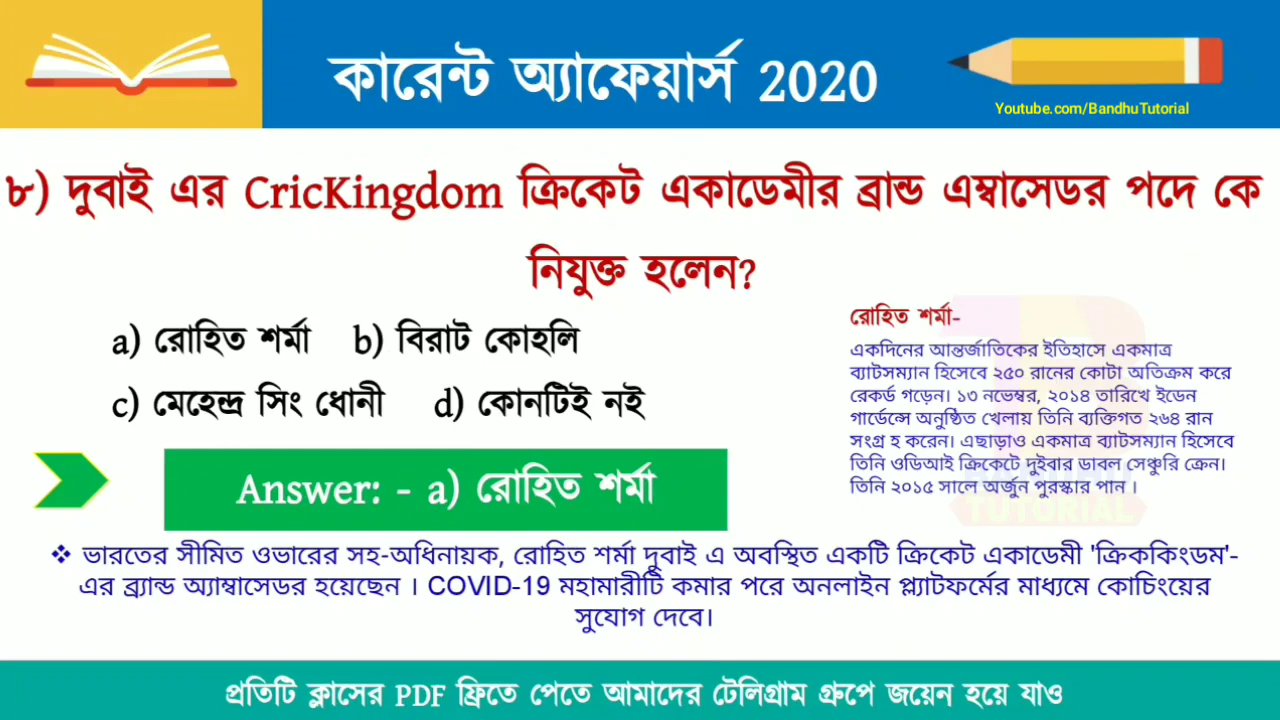 কারেন্ট অ্যাফেয়ার্স 2020
Youtube.com/BandhuTutorial
৮) দুবাই এর CricKingdom ক্রিকেট একাডেমীর ব্রান্ড এম্বাসেডর পদে কে
নিযুক্ত হলেন?
a) রোহিত শর্মা b) বিরাট কোহলি
c) মেহেন্দ্র সিং ধোনী d) কোনটিই নই
Answer: - a) রোহিত শর্মা
রোহিত শর্মা-
একদিনের আন্তর্জাতিকের ইতিহাসে একমাত্র
ব্যাটসম্যান হিসেবে ২৫০ রানের কোটা অতিক্রম করে
রেকর্ড গড়েন। ১৩ নভেম্বর, ২০১৪ তারিখে ইডেন
গার্ডেন্সে অনুষ্ঠিত খেলায় তিনি ব্যক্তিগত ২৬৪ রান
সংগ্র হ করেন। এছাড়াও একমাত্র ব্যাটসম্যান হিসেবে
তিনি ওডিআই ক্রিকেটে দুইবার ডাবল সেঞ্চুরি ক্রেন।
তিনি ২০১৫ সালে অর্জুন পুরস্কার পান ।
TUTORIAL
❖ ভারতের সীমিত ওভারের সহ-অধিনায়ক, রোহিত শর্মা দুবাই এ অবস্থিত একটি ক্রিকেট একাডেমী 'ক্রিককিংডম'-
এর ব্র্যান্ড অ্যাম্বাসেডর হয়েছেন । COVID-19 মহামারীটি কমার পরে অনলাইন প্ল্যাটফর্মের মাধ্যমে কোচিংয়ের
সুযোগ দেবে।
প্রতিটি ক্লাসের PDF ফ্রিতে পেতে আমাদের টেলিগ্রাম গ্রুপে জয়েন হয়ে যাও